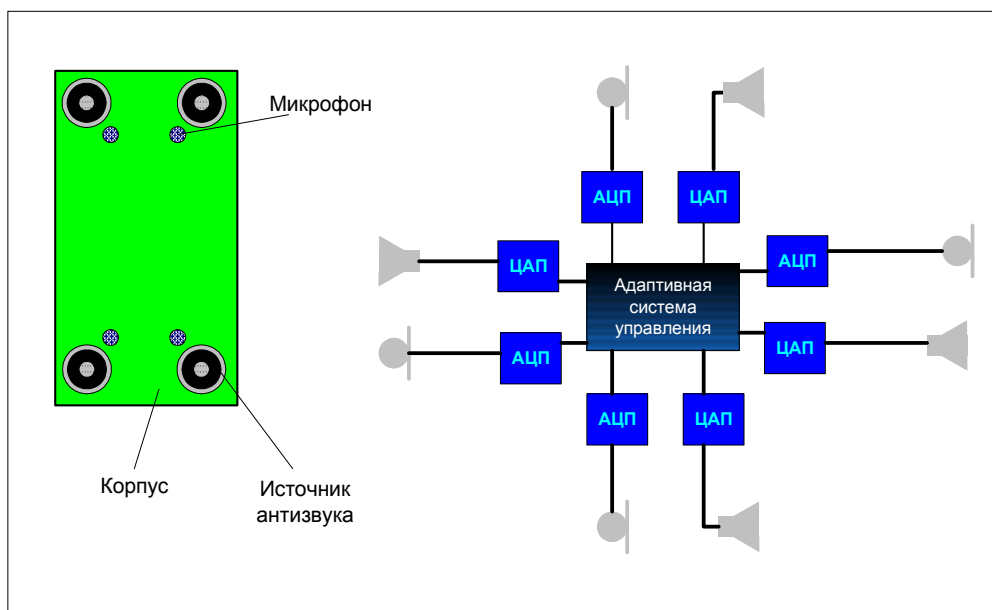 Микрофон
Корпус
Источник
антизвука
АЦП
ЦАП
ЦАП
АЦП
Адаптивная
система
управления
АЦП
ЦАП
АЦП
ЦАП